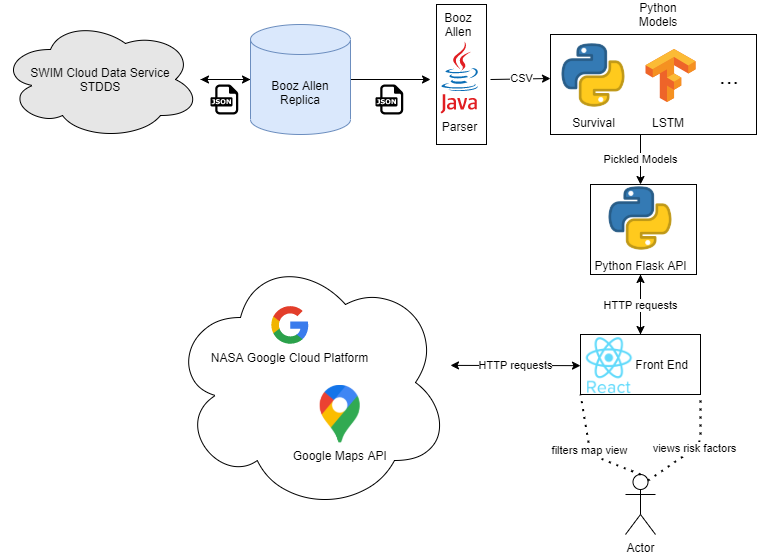 SWIM Cloud Data Service
STDDS
JSON
Booz Allen
Replica
JSON
Booz
Allen
Java
Parser
CSV
Python
Models
Survival
LSTM
...
Pickled Models
Python Flask API
HTTP requests
NASA Google Cloud Platform
Google Maps API
HTTP requests
React
Front End
filters map view
views risk factors
Actor